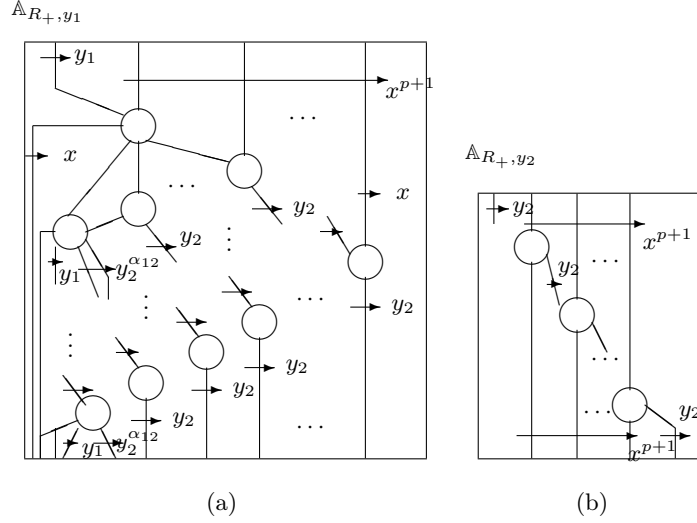 𝔸_{R_+,y_1}
y_1
x^{p+1}
...
x
𝔸_{R_+,y_2}
...
x
y_2
y_2
y_2
x^{p+1}
y_2
...
y_1
y_2^{α_{12}}
y_2
...
...
y_2
...
y_2
...
y_2
y_2
...
y_2
...
y_1
y_2^{α_{12}}
x^{p+1}
(a)
(b)